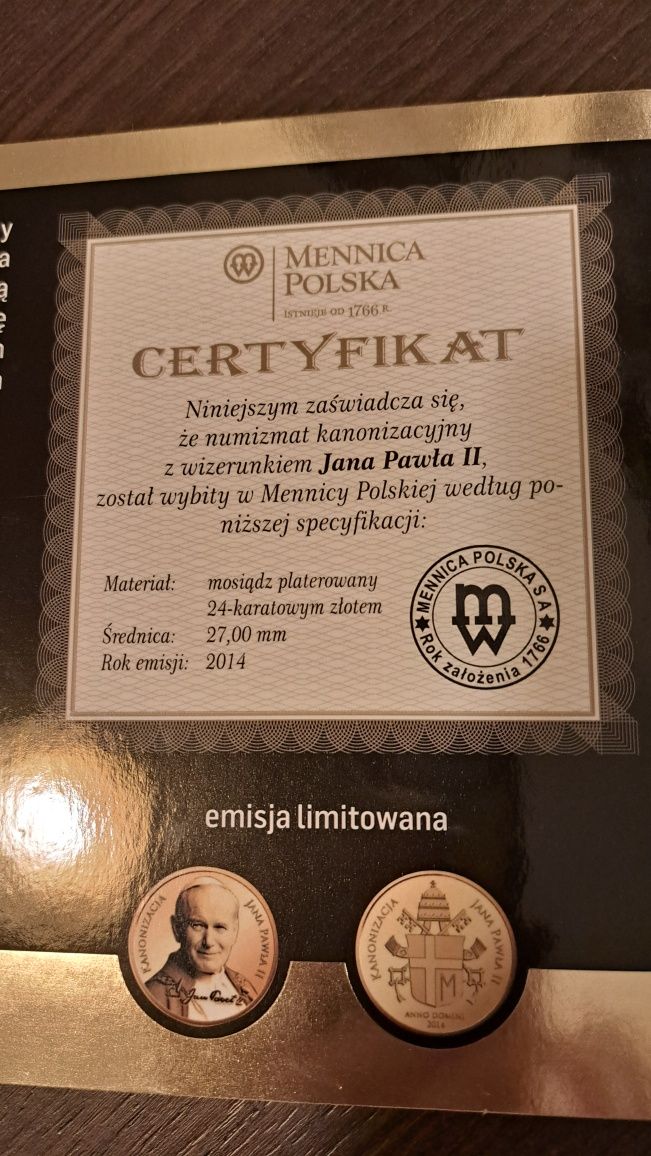 y
a
ą
ę
MENNICA
POLSKA
ISTNIEJE OD 1766 R.
CERTYFIKAT
Niniejszym zaświadcza się,
że numizmat kanonizacyjny
z wizerunkiem Jana Pawła II,
został wybity w Mennicy Polskiej według po-
niższej specyfikacji:
Materiał: mosiądz platerowany
24-karatowym złotem
Średnica: 27,00 mm
Rok emisji: 2014
MENNICA POLSKA S A
Rok założenia 1766
emisja limitowana
KANONIZACJA JANA PAWŁA II
KANONIZACJA JANA PAWŁA II
M
ANNO DOMINI
2014